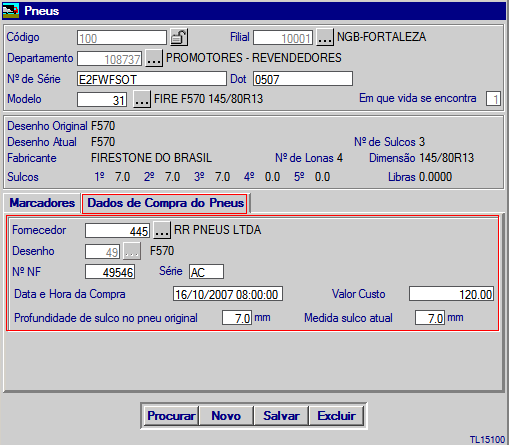 Pneus
Código 100 Filial 10001 ... NGB-FORTALEZA
Departamento 108737 ... PROMOTORES - REVENDEDORES
Nº de Série E2FWFSOT Dot 0507
Modelo 31 ... FIRE F570 145/80R13 Em que vida se encontra 1
Desenho Original F570
Desenho Atual F570 Nº de Sulcos 3
Fabricante FIRESTONE DO BRASIL Nº de Lonas 4 Dimensão 145/80R13
Sulcos 1º 7.0 2º 7.0 3º 7.0 4º 0.0 5º 0.0 Libras 0.0000
Marcadores Dados de Compra do Pneus
Fornecedor 445 ... RR PNEUS LTDA
Desenho 49 ... F570
Nº NF 49546 Série AC
Data e Hora da Compra 16/10/2007 08:00:00 Valor Custo 120.00
Profundidade de sulco no pneu original 7.0 mm Medida sulco atual 7.0 mm
Procurar Novo Salvar Excluir
TL15100